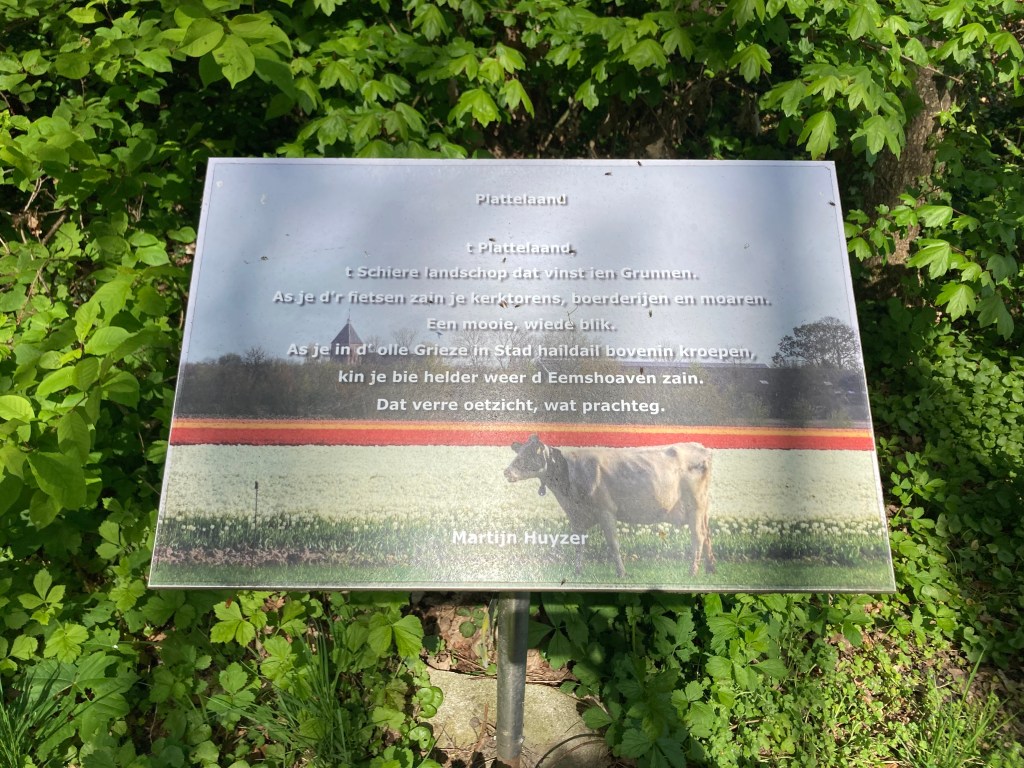 Plattelaand
t Plattelaand,
t Schiere landschop dat vinst ien Grunnen.
As je d'r fietsen zain je kerktorens, boerderijen en moaren.
Een mooie, wiede blik.
As je in d' olle Grieze in Stad haildail bovenin kroepen,
kin je bie helder weer d Eemshoaven zain.
Dat verre oetzicht, wat prachteg.
Martijn Huyzer